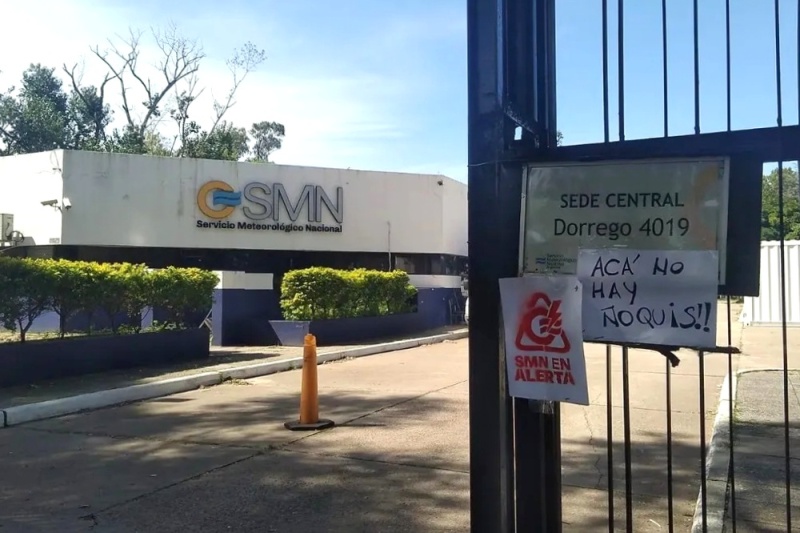 SMN
Servicio Meteorológico Nacional
SEDE CENTRAL
Dorrego 4019
ACÁ NO
HAY
ÑOQUIS!!
SMN EN
ALERTA